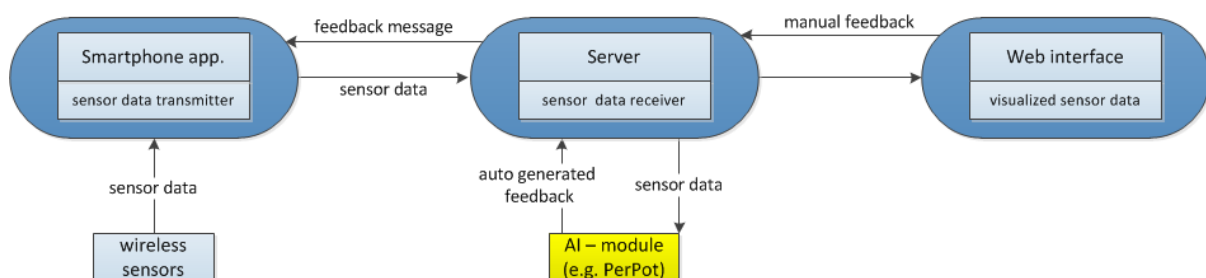 feedback message
manual feedback
Smartphone app.
Server
Web interface
sensor data
sensor data transmitter
sensor  data receiver
visualized sensor data
sensor data
auto generated
feedback
sensor data
wireless
sensors
AI – module
(e.g. PerPot)